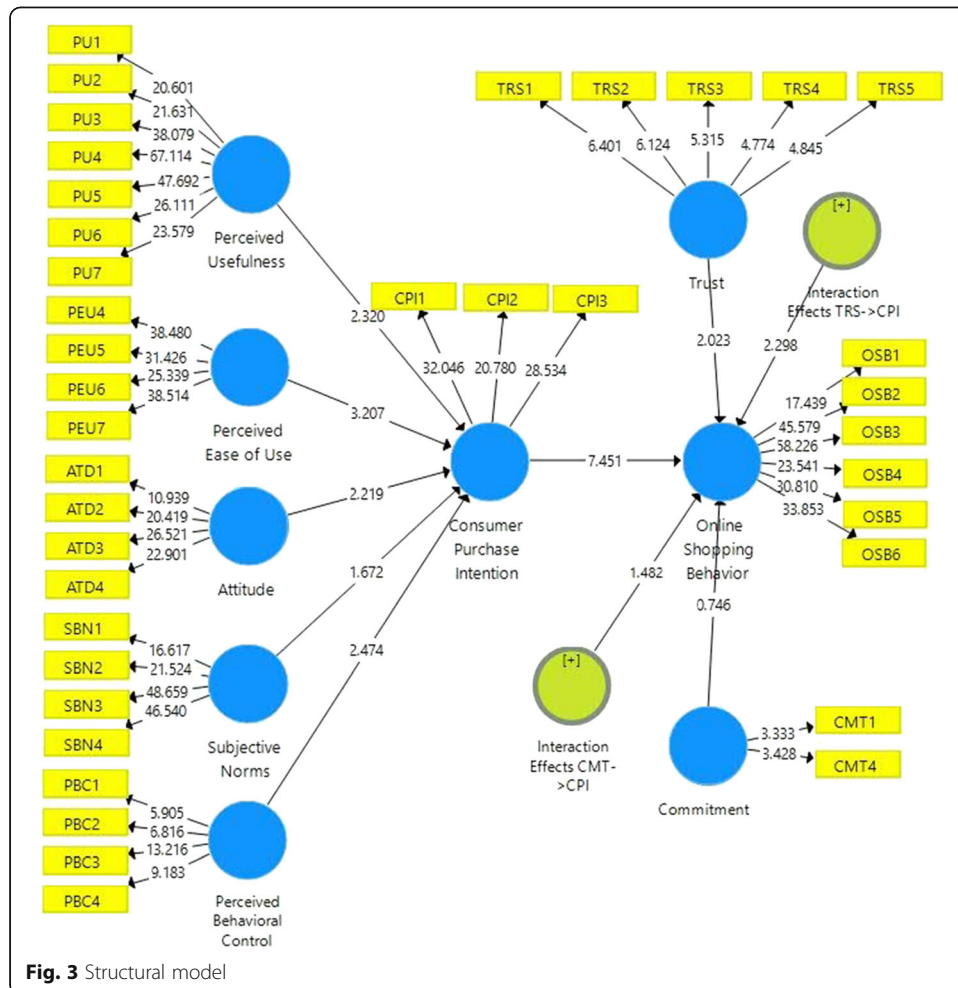 PU1
20.601
PU2
21.631
PU3
38.079
PU4
67.114
PU5
47.692
PU6
26.111
PU7
23.579
Perceived
Usefulness
2.320
PEU4
38.480
PEU5
31.426
PEU6
25.339
PEU7
38.514
Perceived
Ease of Use
3.207
ATD1
10.939
ATD2
20.419
ATD3
26.521
ATD4
22.901
Attitude
2.219
SBN1
16.617
SBN2
21.524
SBN3
48.659
SBN4
46.540
Subjective
Norms
1.672
PBC1
5.905
PBC2
6.816
PBC3
13.216
PBC4
9.183
Perceived
Behavioral
Control
2.474
CPI1
CPI2
CPI3
32.046
20.780
28.534
Consumer
Purchase
Intention
7.451
TRS1
TRS2
TRS3
TRS4
TRS5
6.401
6.124
5.315
4.774
4.845
Trust
2.023
[+]
Interaction
Effects TRS->CPI
2.298
OSB1
17.439
OSB2
45.579
OSB3
58.226
OSB4
23.541
OSB5
30.810
OSB6
33.853
Online
Shopping
Behavior
1.482
[+]
Interaction
Effects CMT-
>CPI
0.746
CMT1
3.333
CMT4
3.428
Commitment
Fig. 3 Structural model